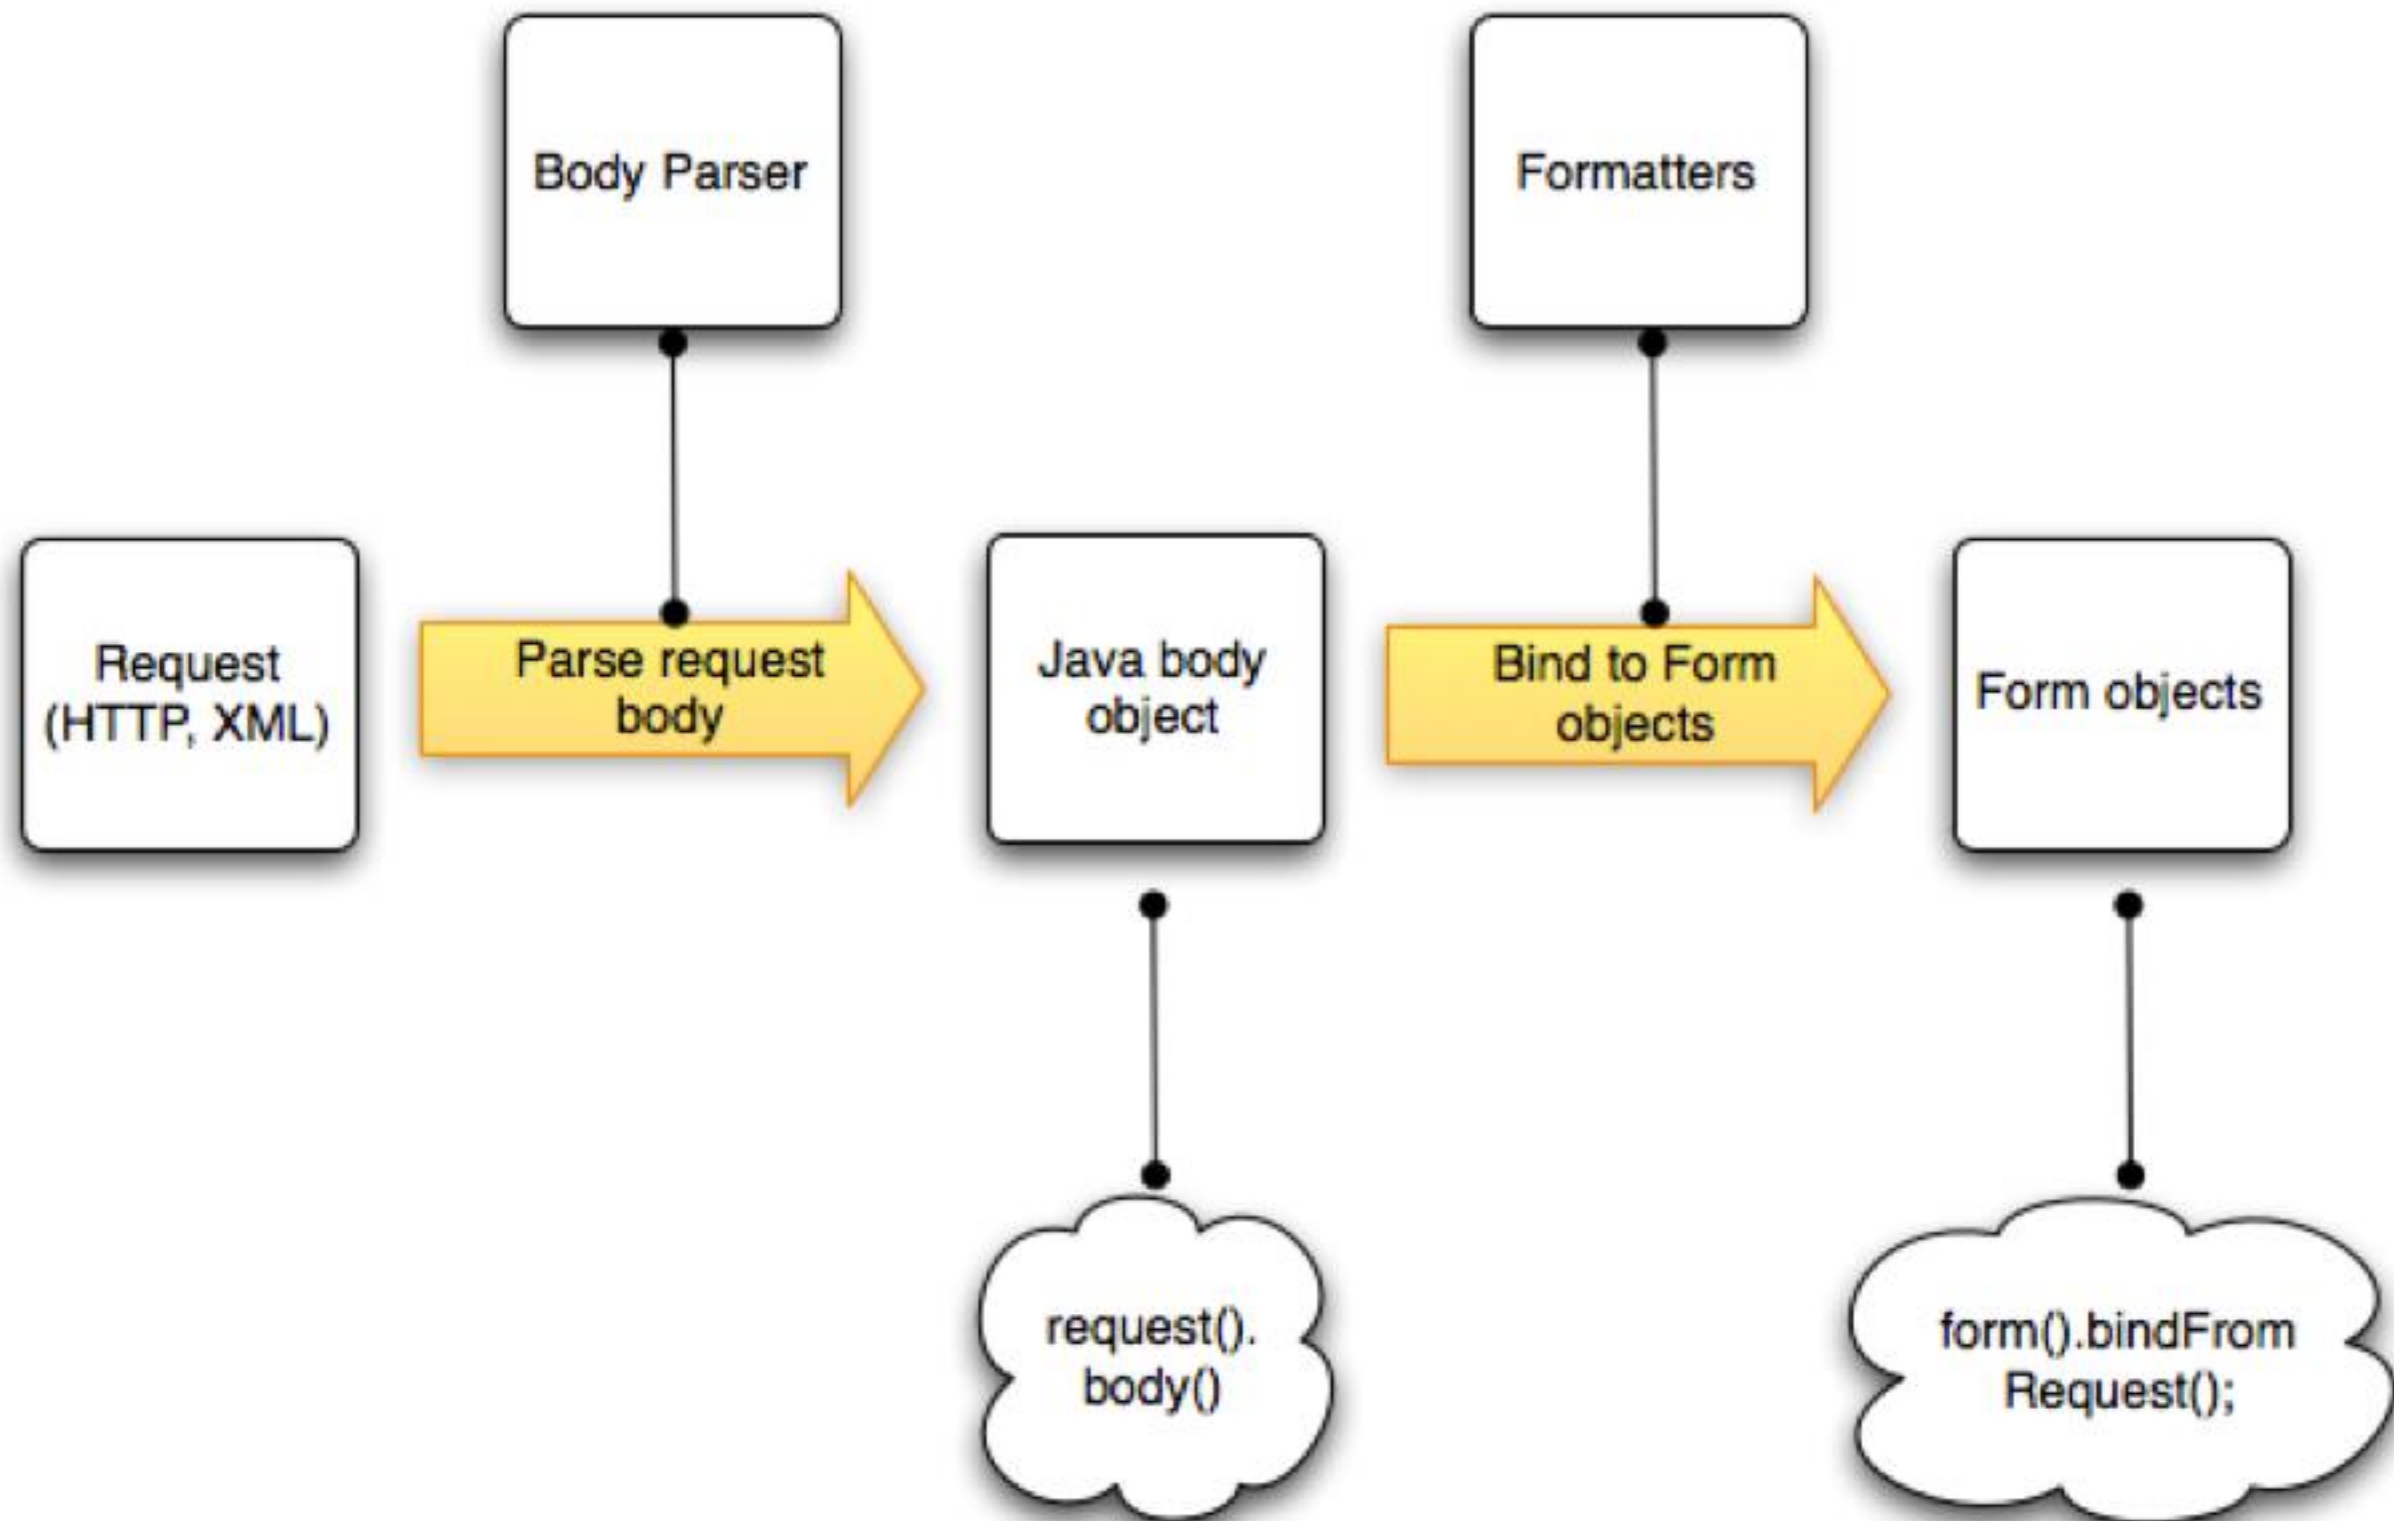 Body Parser
Formatters
Request
(HTTP, XML)
Parse request
body
Java body
object
Bind to Form
objects
Form objects
request().
body()
form().bindFrom
Request();